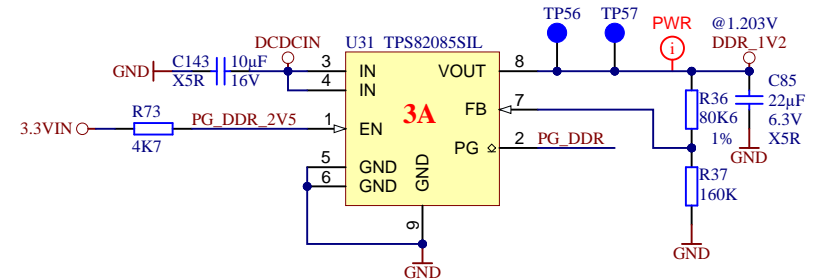 TP56 TP57
PWR @1.203V
DCDCIN U31 TPS82085SIL i DDR_1V2
C143 10µF 3 IN VOUT 8
GND X5R 16V 4 IN C85
3A FB 7 R36 22µF
R73 PG_DDR_2V5 80K6 6.3V
3.3VIN 1 EN 1% X5R
4K7 PG 2 PG_DDR GND
5 GND
6 GND GND R37
160K
9
GND GND